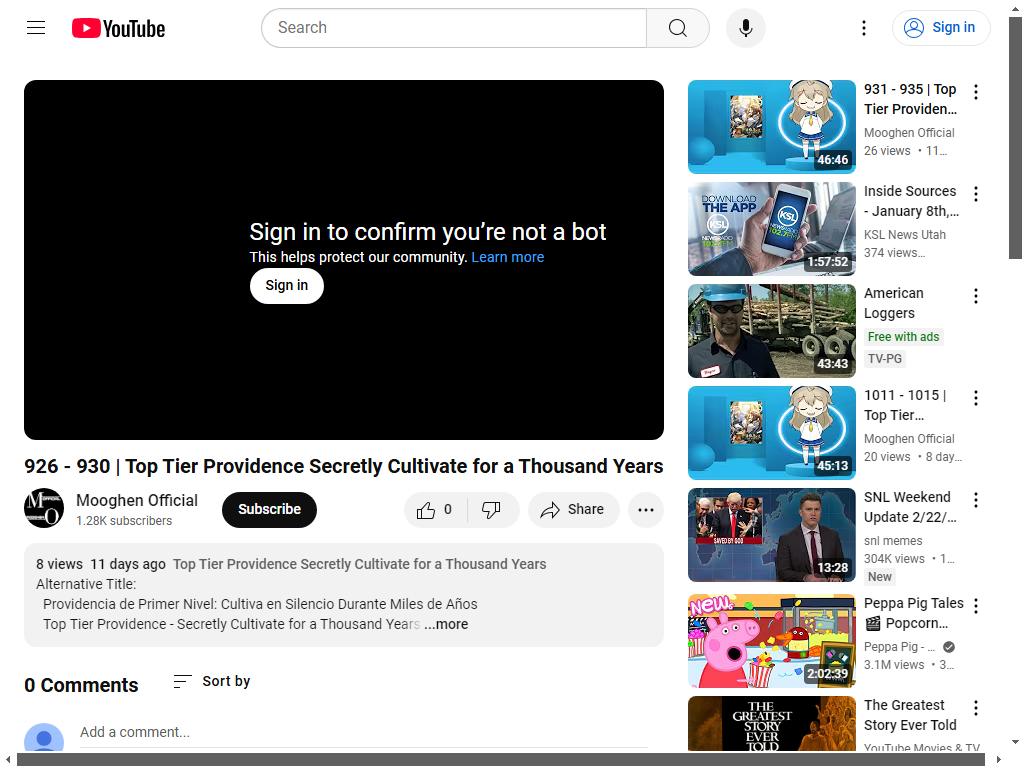 YouTube
Search
Sign in
Sign in to confirm you’re not a bot
This helps protect our community. Learn more
Sign in
926 - 930 | Top Tier Providence Secretly Cultivate for a Thousand Years
Mooghen Official
1.28K subscribers
Subscribe
0
Share
8 views 11 days ago Top Tier Providence Secretly Cultivate for a Thousand Years
Alternative Title:
Providencia de Primer Nivel: Cultiva en Silencio Durante Miles de Años
Top Tier Providence - Secretly Cultivate for a Thousand Years ...more
0 Comments
Sort by
Add a comment...
46:46
931 - 935 | Top
Tier Providen...
Mooghen Official
26 views • 11...
DOWNLOAD
THE APP
KSL
NEWSRADIO
102.7FM
KSL
NEWSRADIO
102.7FM
1:57:52
Inside Sources
- January 8th,...
KSL News Utah
374 views...
43:43
American
Loggers
Free with ads
TV-PG
45:13
1011 - 1015 |
Top Tier...
Mooghen Official
20 views • 8 day...
SAVED BY GOD
13:28
SNL Weekend
Update 2/22/...
snl memes
304K views • 1...
New
New
2:02:39
Peppa Pig Tales
🎬 Popcorn...
Peppa Pig - ...
3.1M views • 3...
THE
GREATEST
STORY
EVER
TOLD
The Greatest
Story Ever Told
YouTube Movies & TV